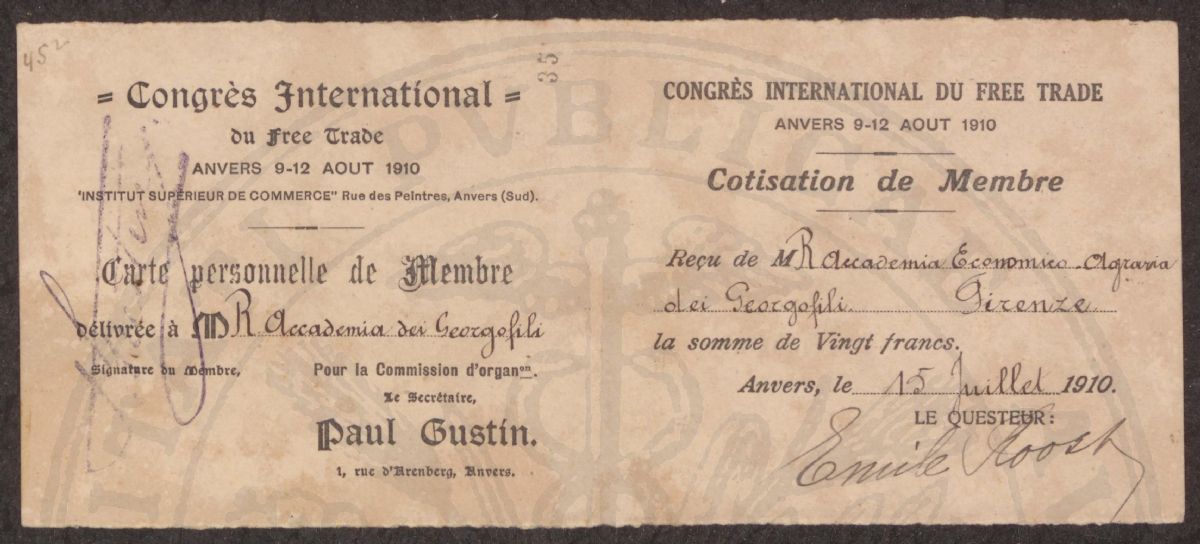 45²
35
= Congrès International =
du Free Trade
ANVERS 9-12 AOUT 1910
"INSTITUT SUPÉRIEUR DE COMMERCE" Rue des Peintres, Anvers (Sud).
Carte personnelle de Membre
délivrée à M R Accademia dei Georgofili
Signature du Membre,
Pour la Commission d'organon.
Le Secrétaire,
Paul Gustin.
1, rue d'Arenberg, Anvers.
CONGRÈS INTERNATIONAL DU FREE TRADE
ANVERS 9-12 AOUT 1910
Cotisation de Membre
Reçu de M R Accademia Economico-Agraria
dei Georgofili Firenze
la somme de Vingt francs.
Anvers, le 15 Juillet 1910.
LE QUESTEUR:
Emile
PVBLICAE